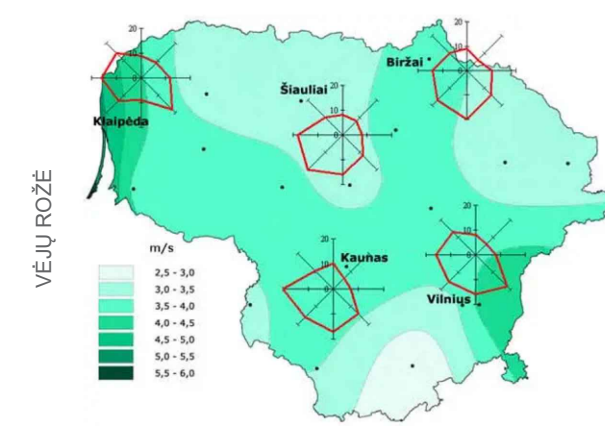 VĖJŲ ROŽĖ
20
10
Klaipėda
Šiauliai
20
10
20
10
Biržai
20
10
Kaunas
20
10
Vilnius
m/s
2,5 - 3,0
3,0 - 3,5
3,5 - 4,0
4,0 - 4,5
4,5 - 5,0
5,0 - 5,5
5,5 - 6,0